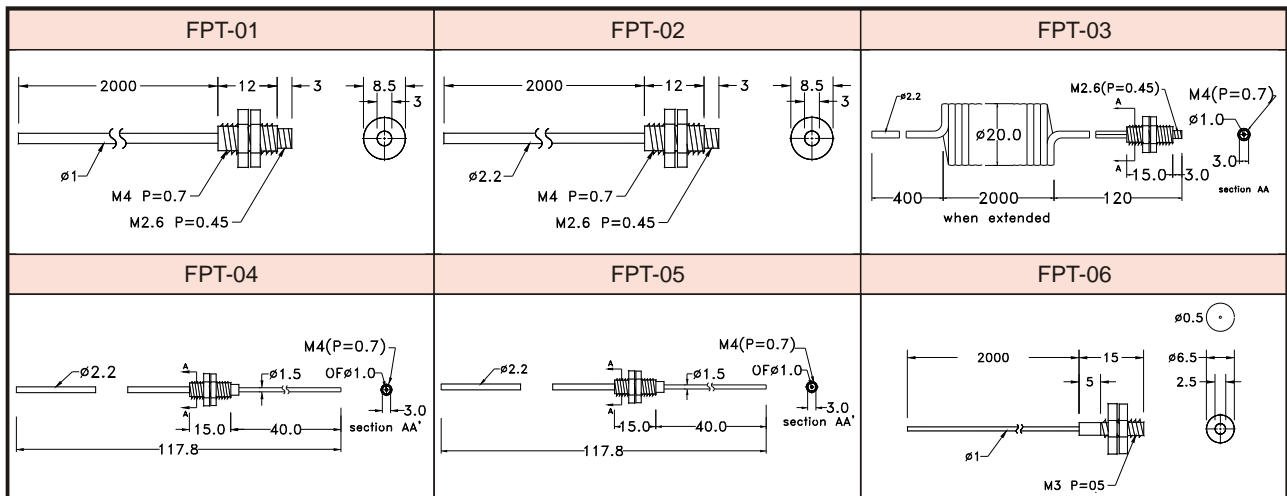 FPT-01
FPT-02
FPT-03
2000
12
3
8.5
3
ø1
M4 P=0.7
M2.6 P=0.45
2000
12
3
8.5
3
ø2.2
M4 P=0.7
M2.6 P=0.45
ø2.2
ø20.0
M2.6(P=0.45)
A
A
M4(P=0.7)
ø1.0
3.0
15.0
3.0
section AA
400
2000
120
when extended
FPT-04
FPT-05
FPT-06
ø2.2
A
A
ø1.5
M4(P=0.7)
OFø1.0
3.0
15.0
40.0
section AA'
117.8
ø2.2
A
A
ø1.5
M4(P=0.7)
OFø1.0
3.0
15.0
40.0
section AA'
117.8
ø0.5
2000
15
ø6.5
5
2.5
ø1
M3 P=05